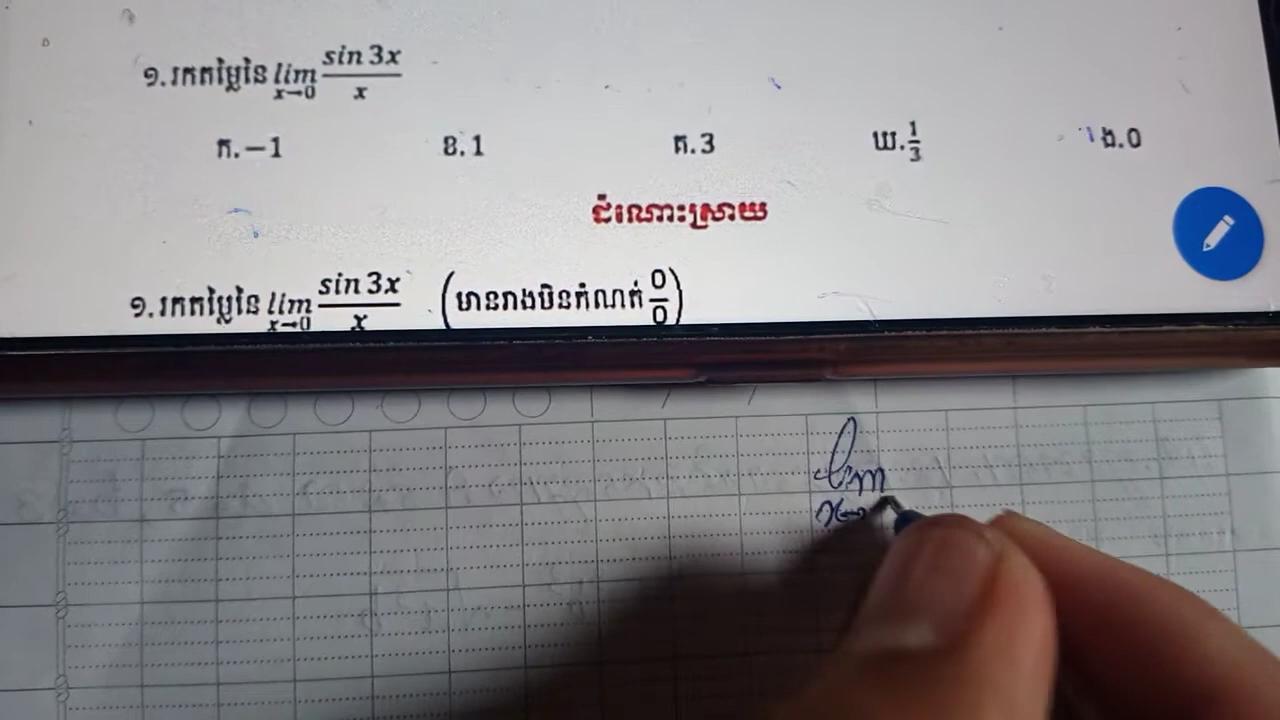 ១.រកតម្លៃនៃ lim x→0 sin 3x / x
ក.−1 ខ.1 គ.3 ឃ.1/3 ង.0
ដំណោះស្រាយ
១.រកតម្លៃនៃ lim x→0 sin 3x / x (មានរាងមិនកំណត់ 0/0)
lim
x→